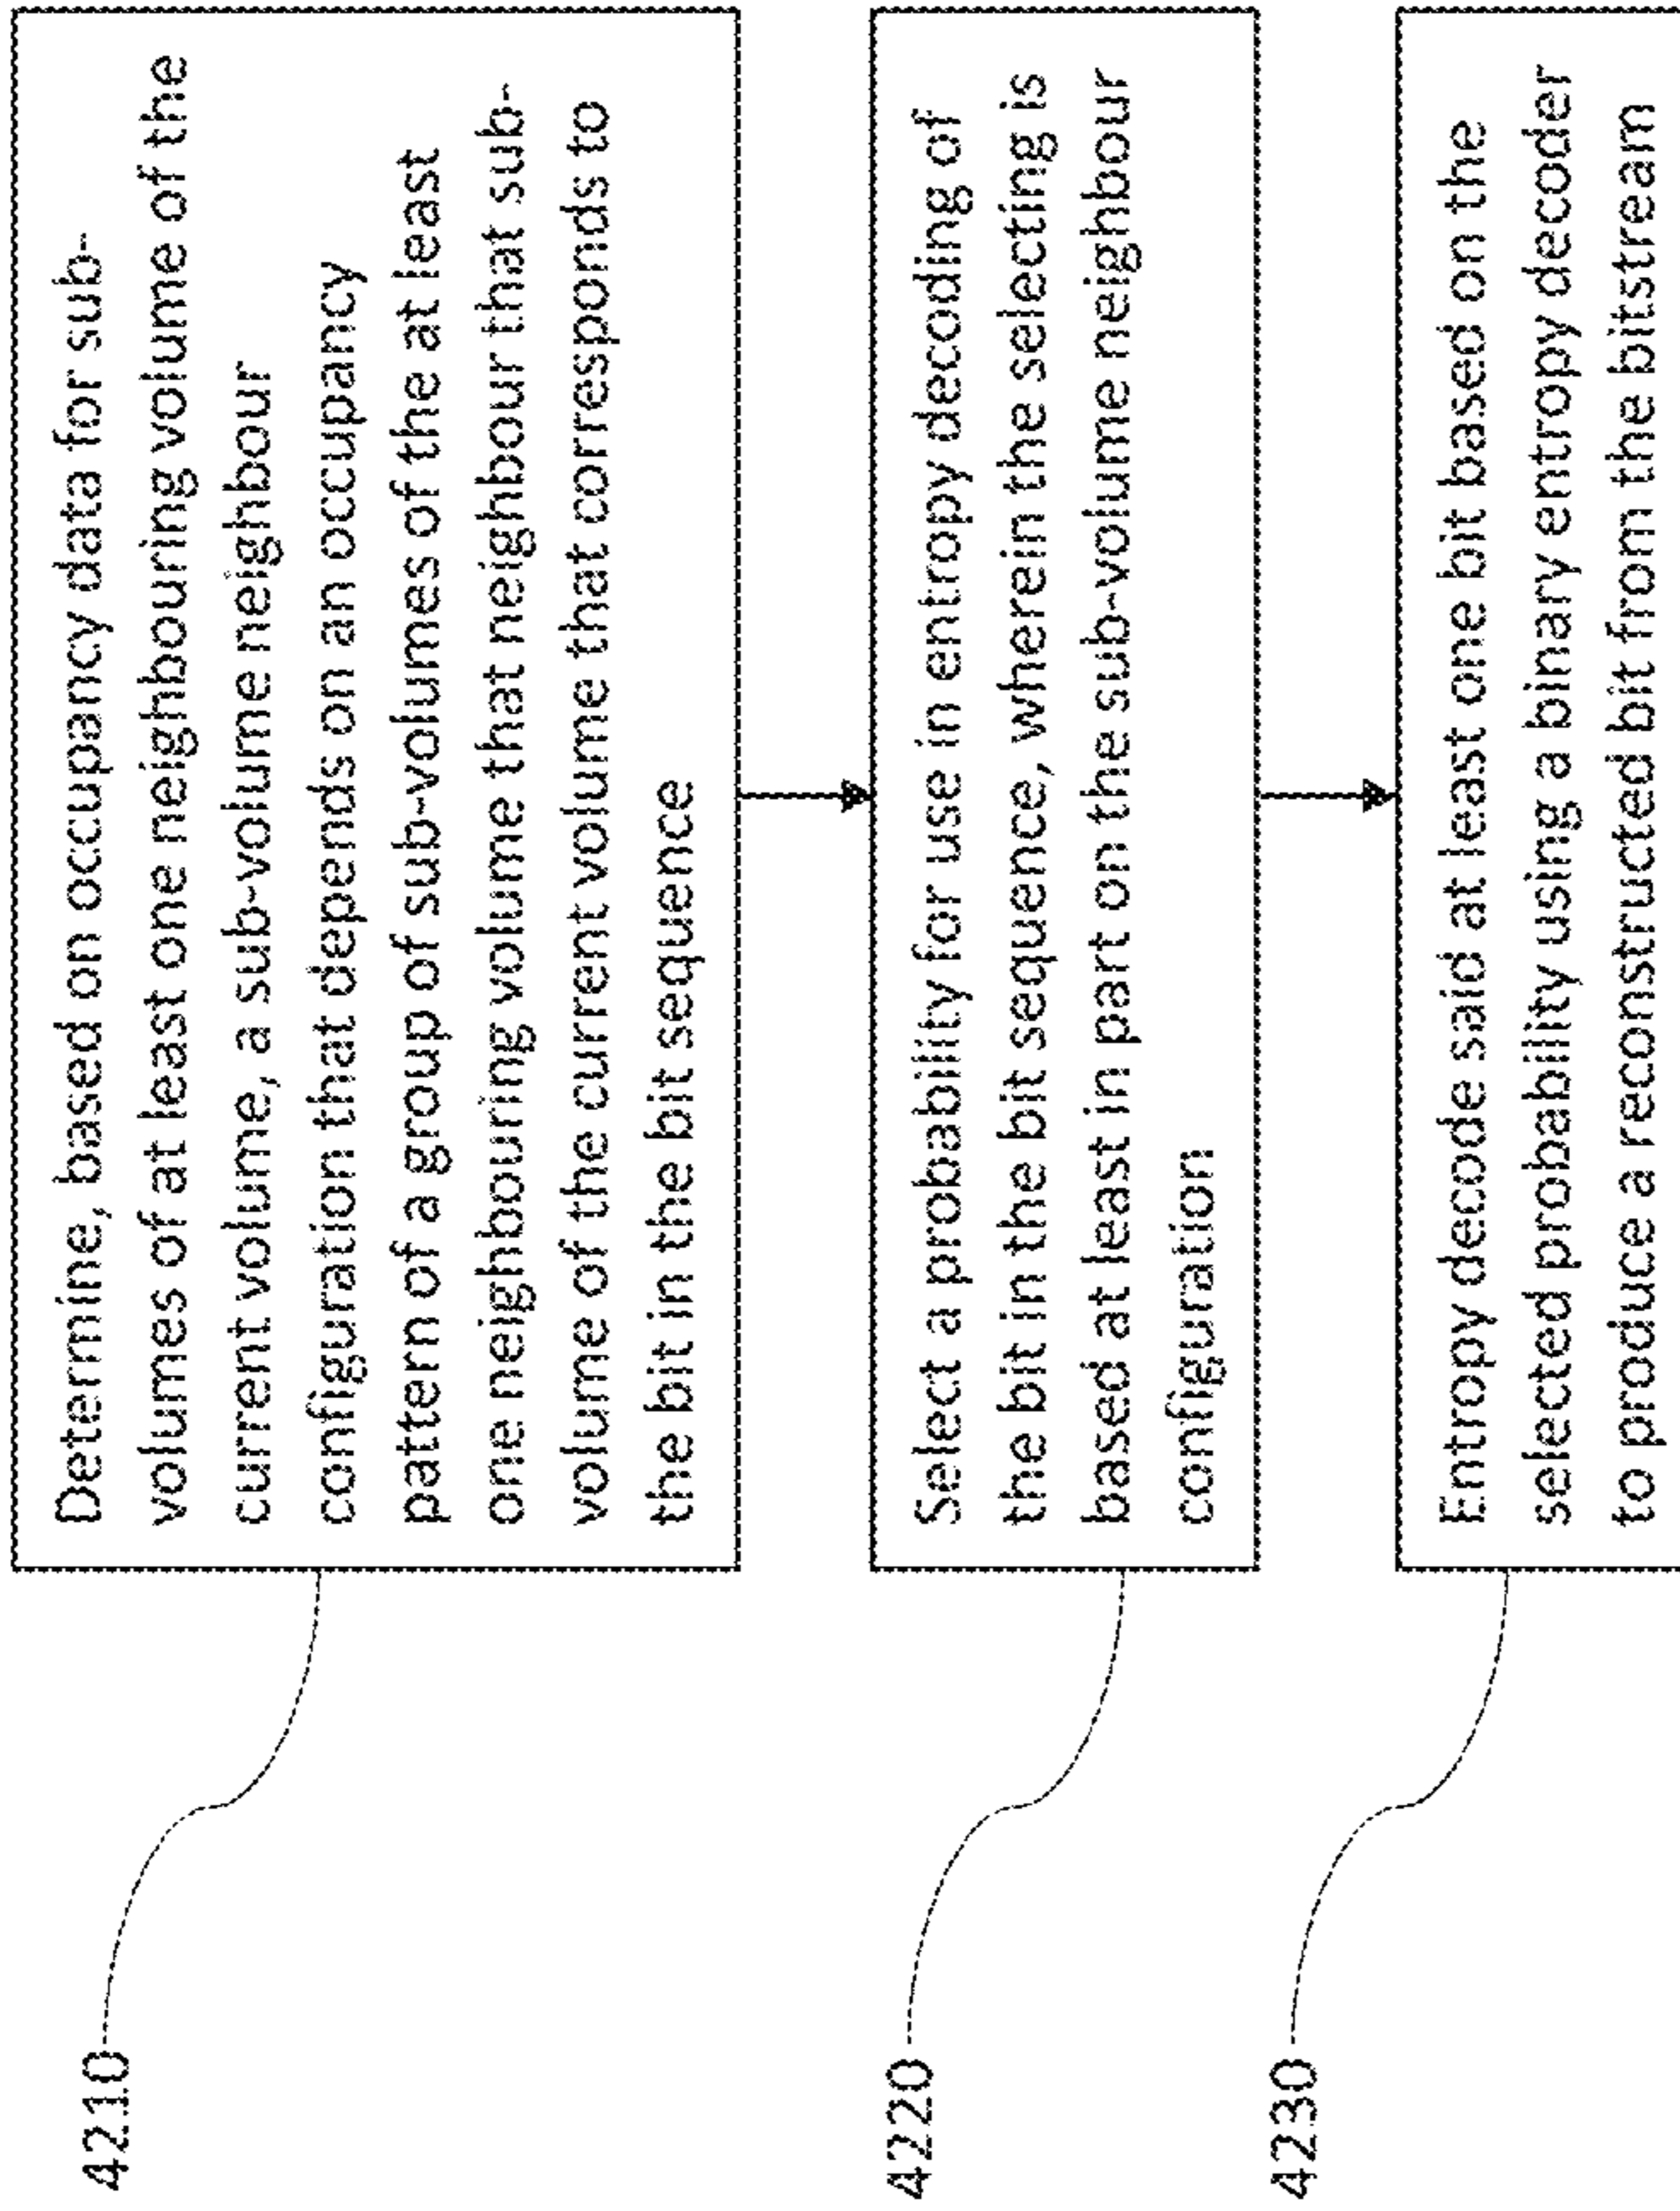 4210
Determine, based on occupancy data for sub-
volumes of at least one neighbouring volume of the
current volume, a sub-volume neighbour
configuration that depends on an occupancy
pattern of a group of sub-volumes of the at least
one neighbouring volume that neighbour that sub-
volume of the current volume that corresponds to
the bit in the bit sequence
4220
Select a probability for use in entropy decoding of
the bit in the bit sequence, wherein the selecting is
based at least in part on the sub-volume neighbour
configuration
4230
Entropy decode said at least one bit based on the
selected probability using a binary entropy decoder
to produce a reconstructed bit from the bitstream